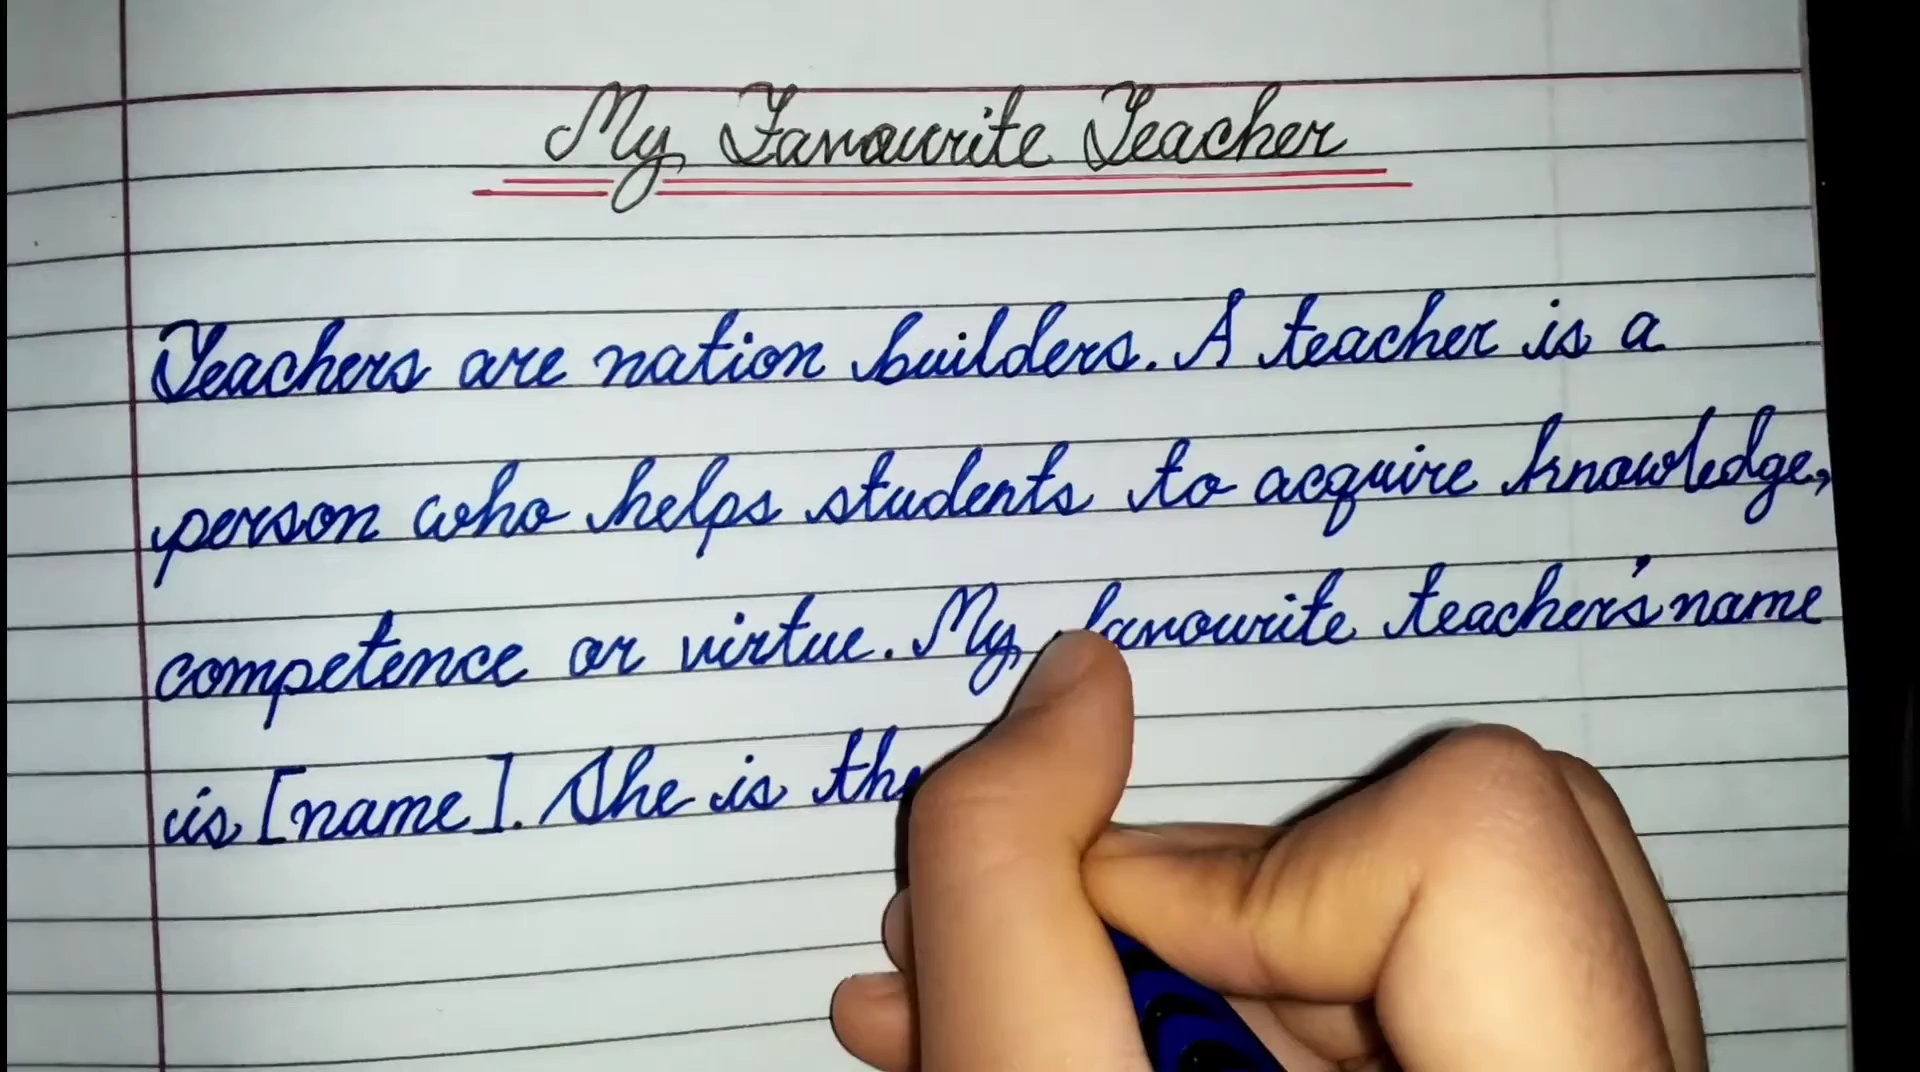 My Favourite Teacher
Teachers are nation builders. A teacher is a
person who helps students to acquire knowledge,
competence or virtue. My favourite teacher's name
is [name]. She is the